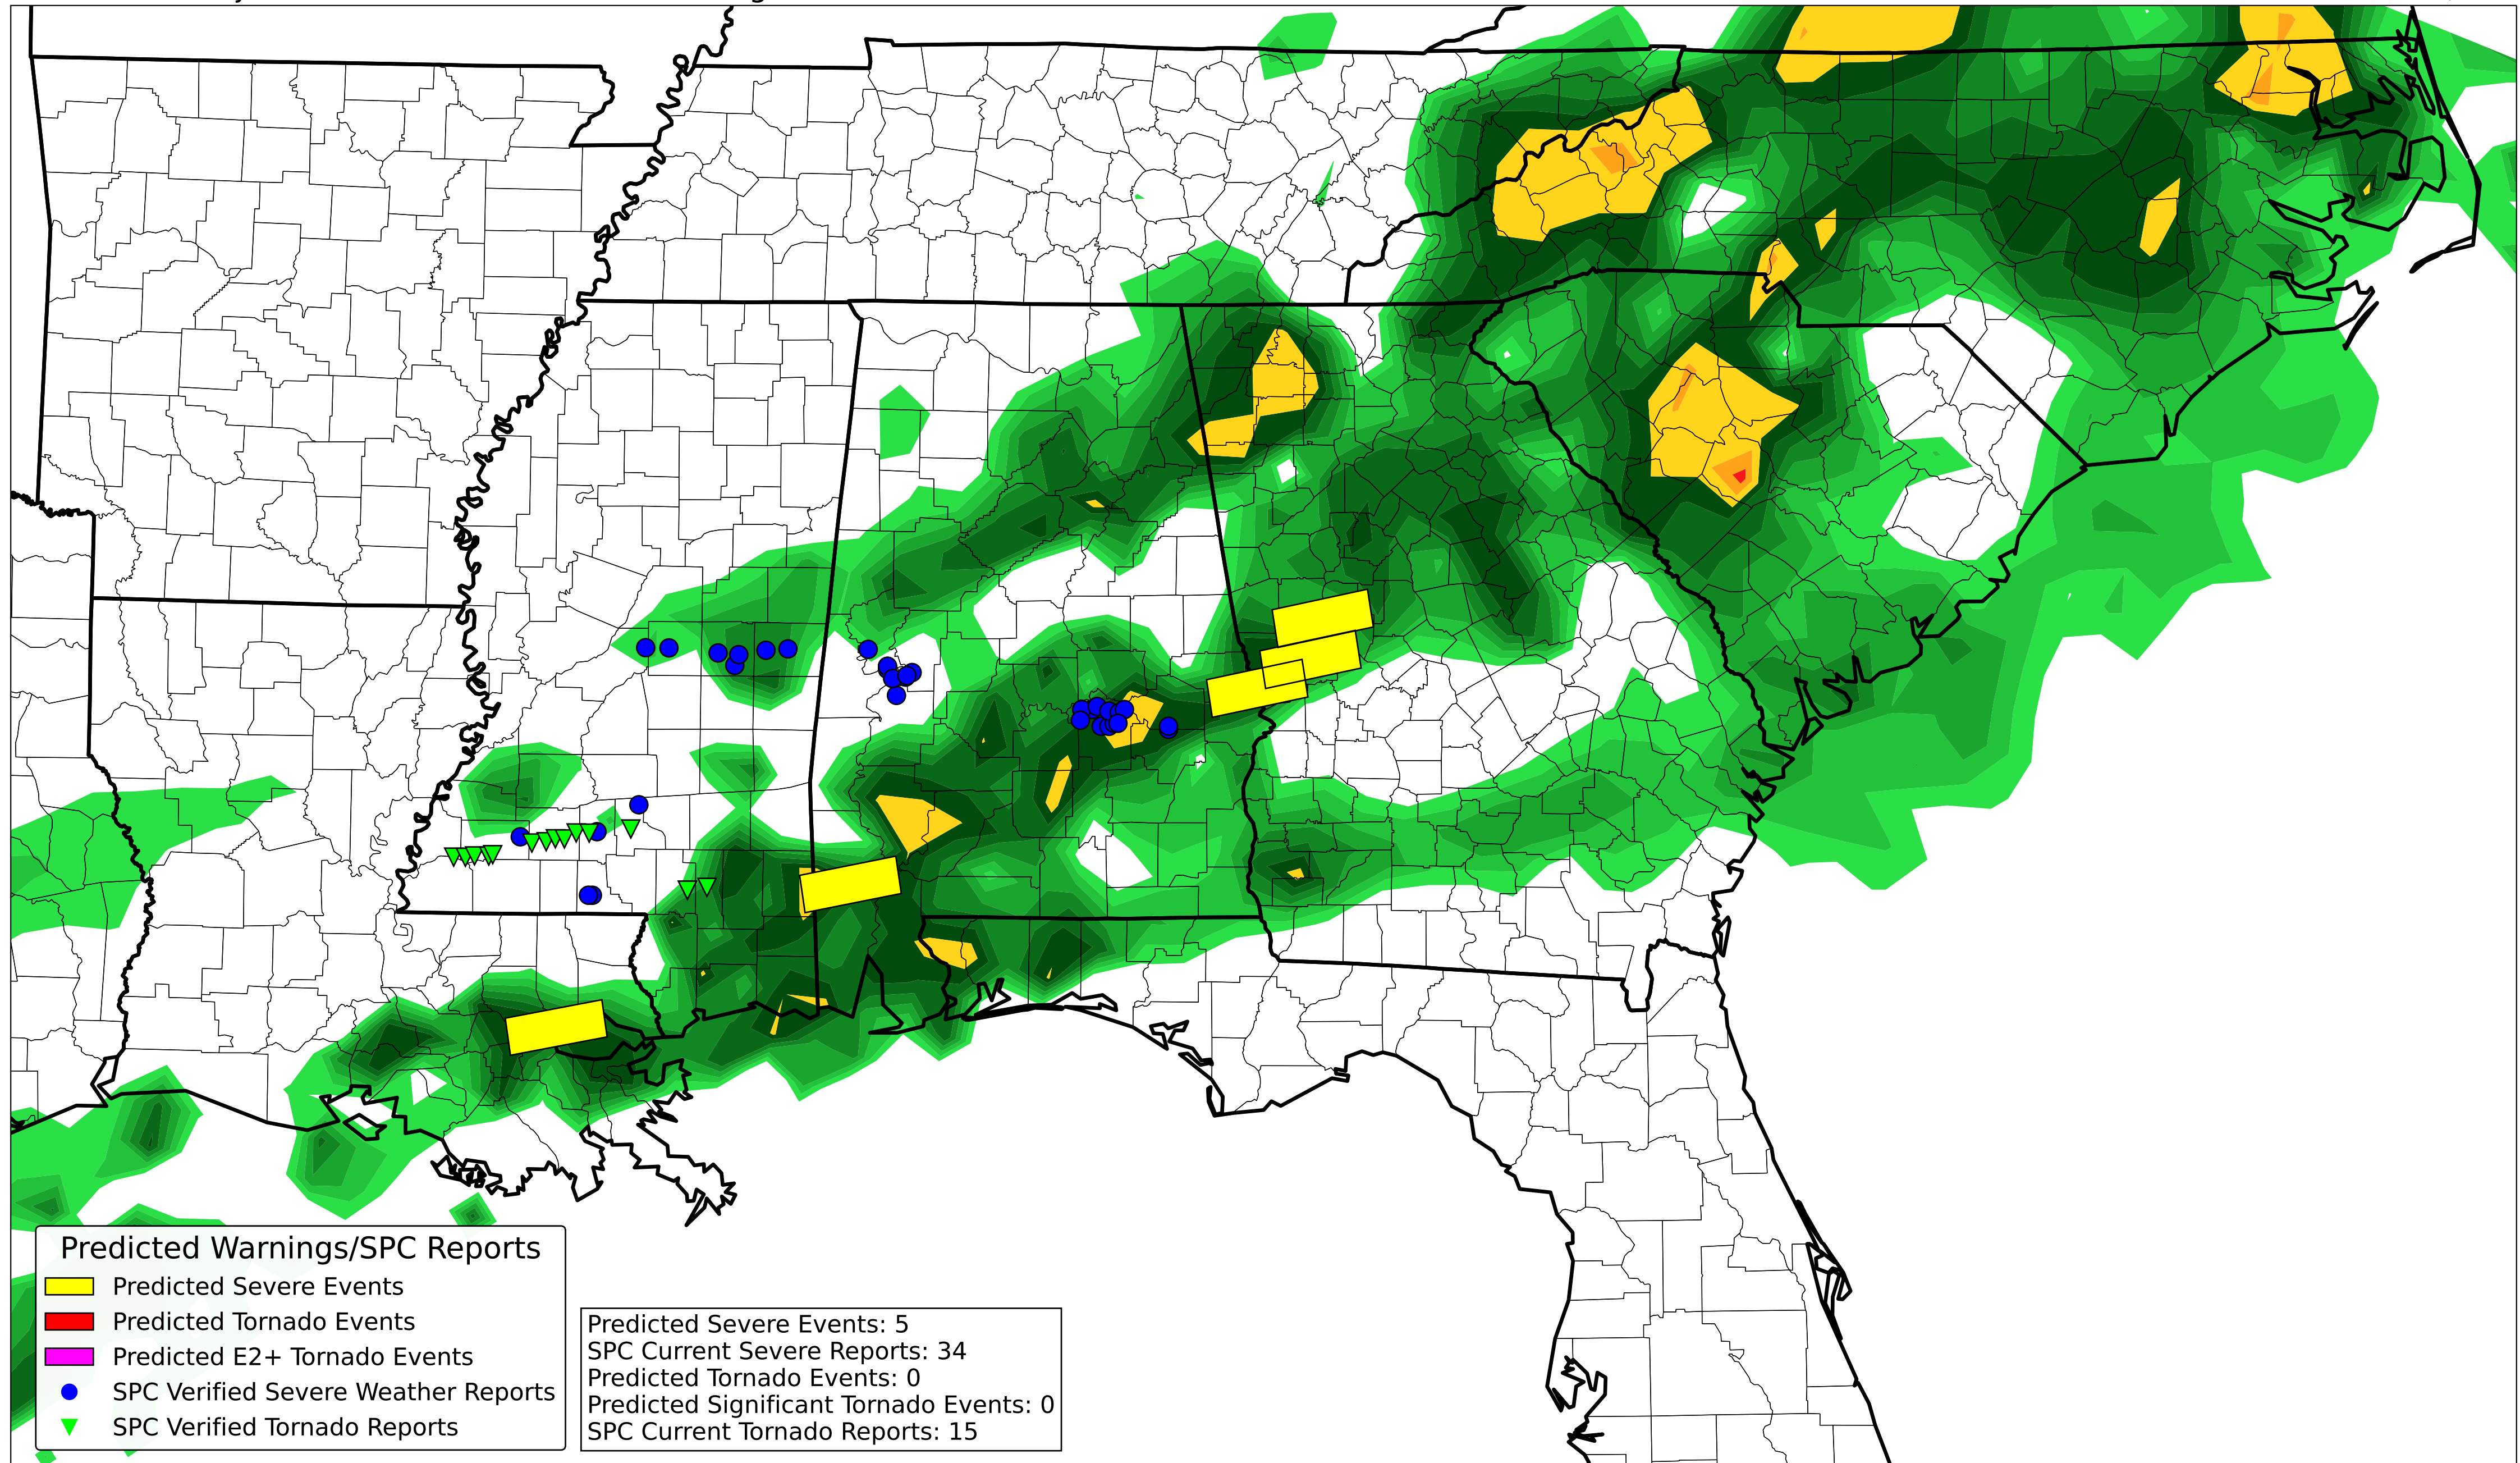 Predicted Warnings/SPC Reports
Predicted Severe Events
Predicted Tornado Events
Predicted E2+ Tornado Events
SPC Verified Severe Weather Reports
SPC Verified Tornado Reports
Predicted Severe Events: 5
SPC Current Severe Reports: 34
Predicted Tornado Events: 0
Predicted Significant Tornado Events: 0
SPC Current Tornado Reports: 15